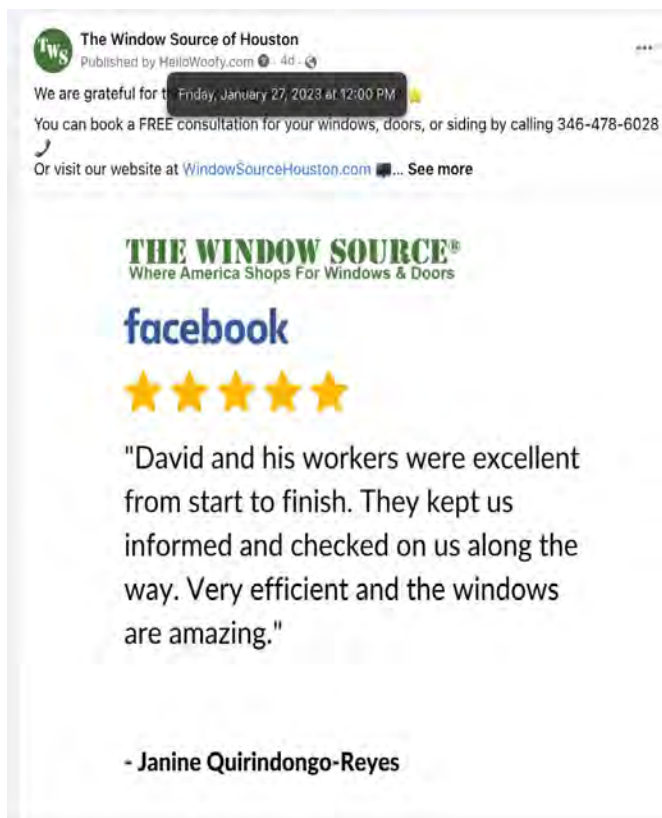 TWS
The Window Source of Houston
Published by HelloWoofy.com · 4d ·
We are grateful for t
Friday, January 27, 2023 at 12:00 PM
You can book a FREE consultation for your windows, doors, or siding by calling 346-478-6028
Or visit our website at WindowSourceHouston.com ... See more
THE WINDOW SOURCE®
Where America Shops For Windows & Doors
facebook
"David and his workers were excellent
from start to finish. They kept us
informed and checked on us along the
way. Very efficient and the windows
are amazing."
- Janine Quirindongo-Reyes